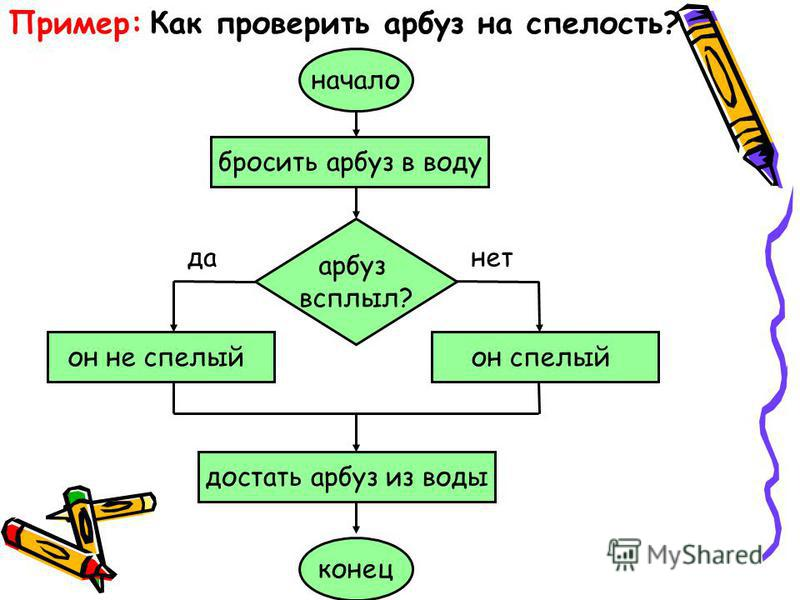 Пример: Как проверить арбуз на спелость?
начало
бросить арбуз в воду
да
нет
арбуз
всплыл?
он не спелый
он спелый
достать арбуз из воды
конец
MyShared